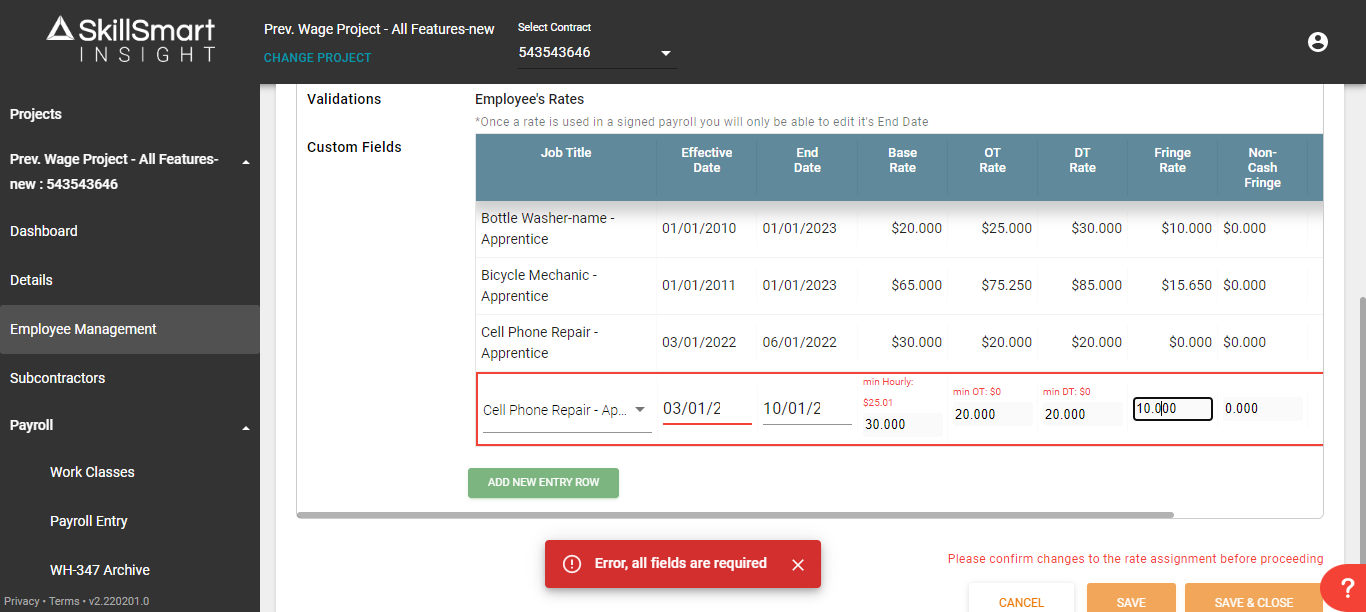 SkillSmart
INSIGHT
Prev. Wage Project - All Features-new
CHANGE PROJECT
Select Contract
543543646
Projects
Prev. Wage Project - All Features-
new : 543543646
Dashboard
Details
Employee Management
Subcontractors
Payroll
Work Classes
Payroll Entry
WH-347 Archive
Privacy • Terms • v2.220201.0
Validations
Custom Fields
Employee's Rates
*Once a rate is used in a signed payroll you will only be able to edit it's End Date
Job Title Effective Date End Date Base Rate OT Rate DT Rate Fringe Rate Non-Cash Fringe
Bottle Washer-name - Apprentice 01/01/2010 01/01/2023 $20.000 $25.000 $30.000 $10.000 $0.000
Bicycle Mechanic - Apprentice 01/01/2011 01/01/2023 $65.000 $75.250 $85.000 $15.650 $0.000
Cell Phone Repair - Apprentice 03/01/2022 06/01/2022 $30.000 $20.000 $20.000 $0.000 $0.000
min Hourly: $25.01 min OT: $0 min DT: $0
Cell Phone Repair - Ap... 03/01/2 10/01/2 30.000 20.000 20.000 10.000 0.000
ADD NEW ENTRY ROW
Error, all fields are required
Please confirm changes to the rate assignment before proceeding
CANCEL SAVE SAVE & CLOSE
?